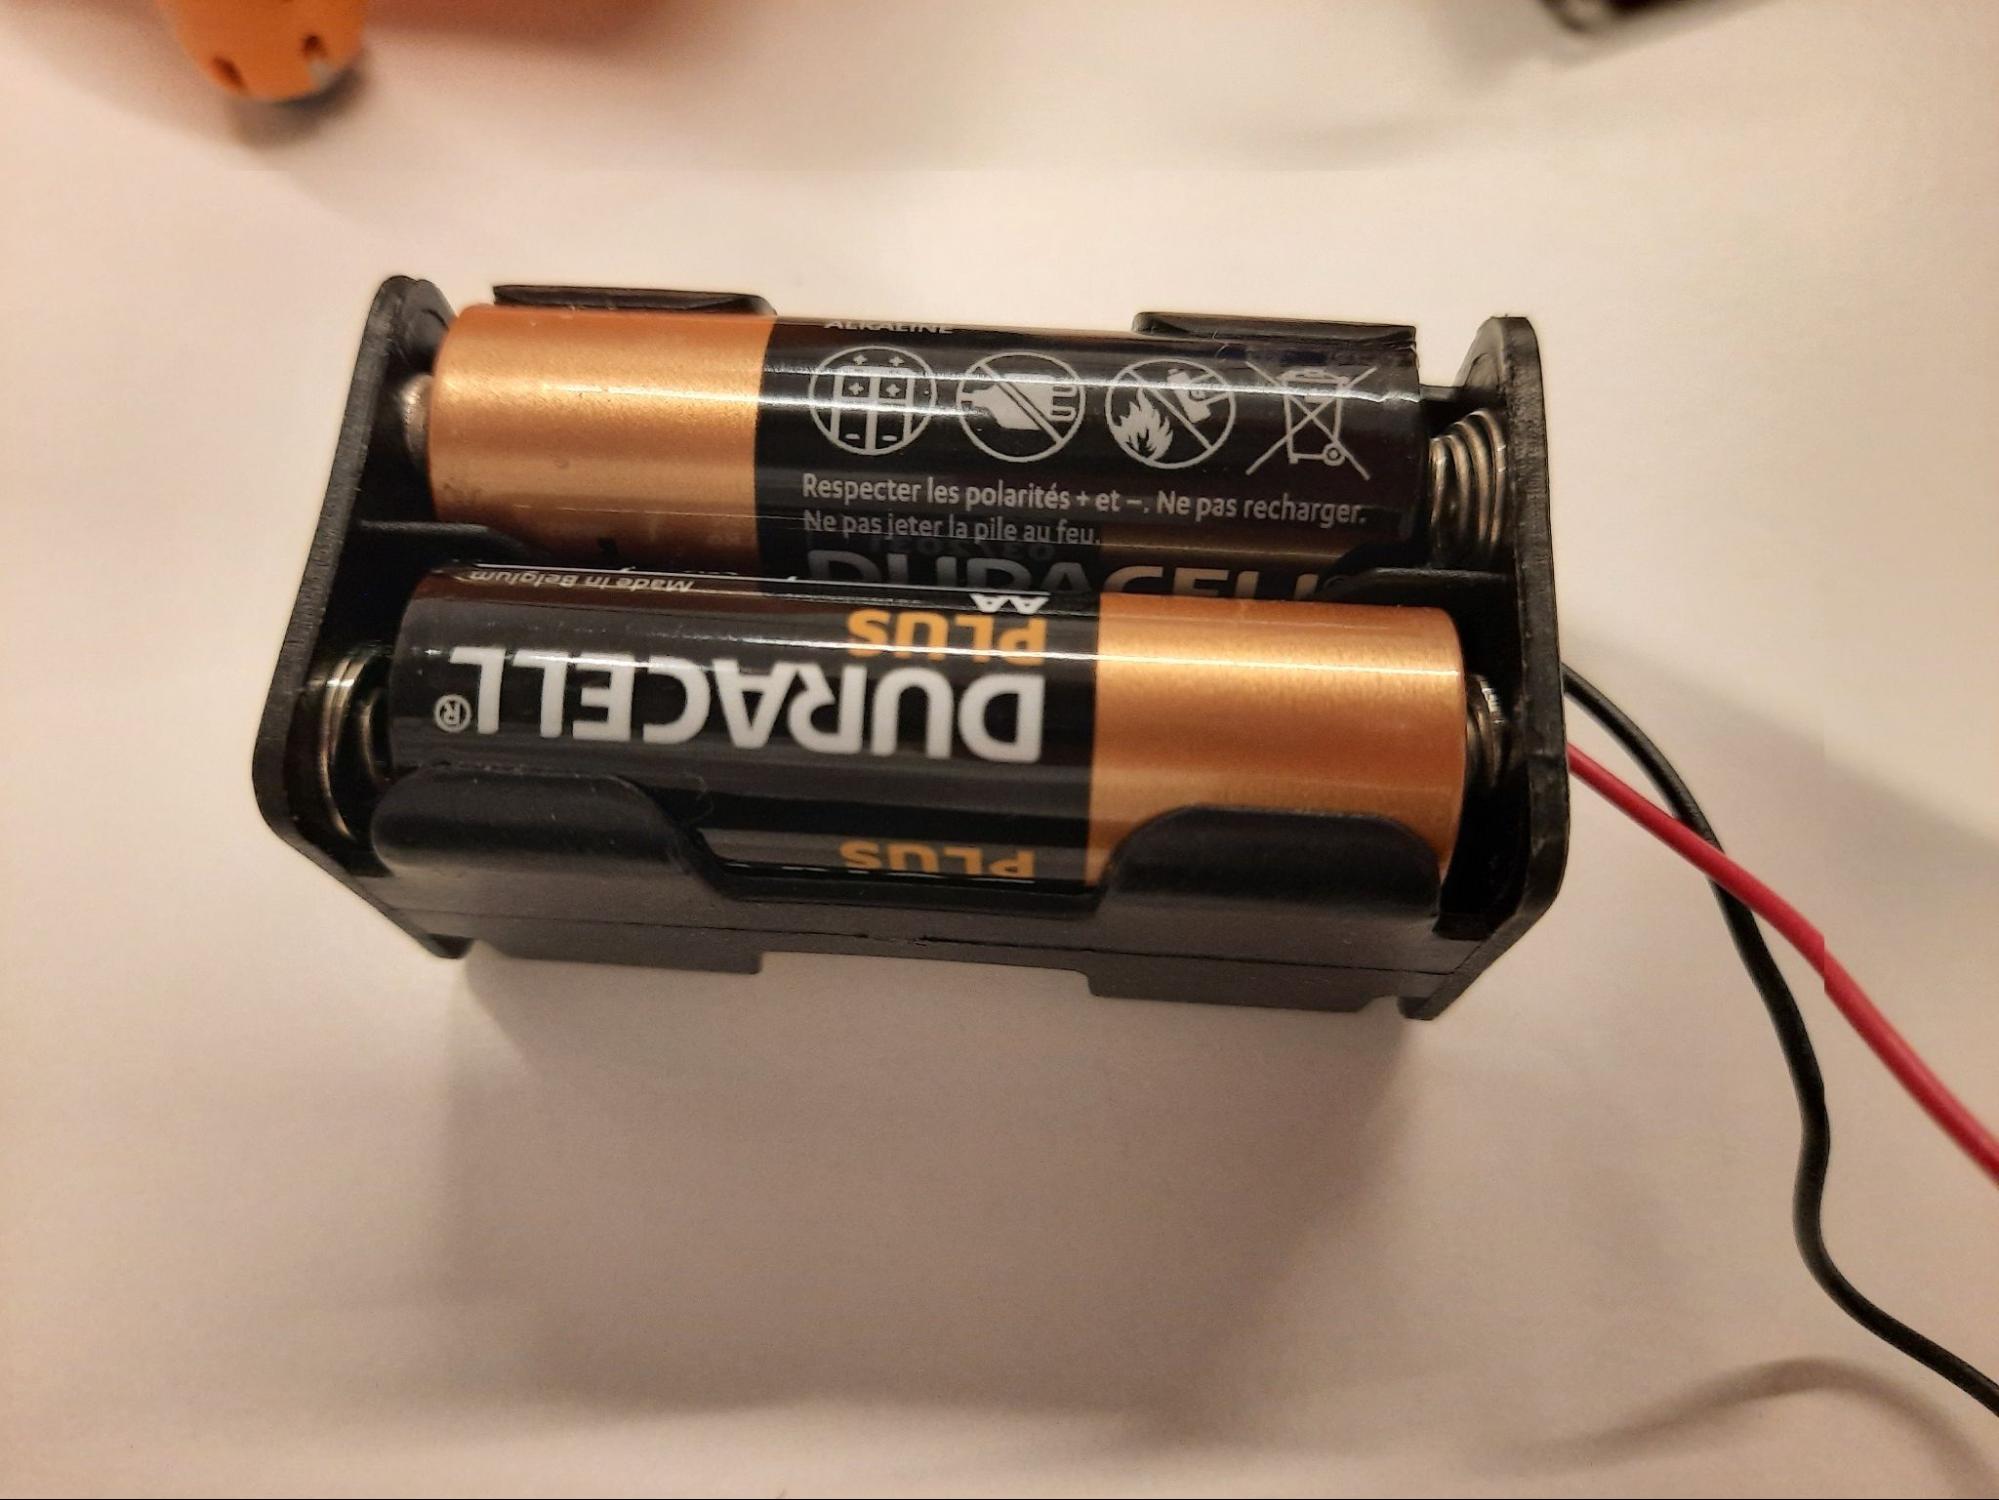 ALKALINE
Respecter les polarités + et –. Ne pas recharger.
Ne pas jeter la pile au feu.
DURACELL
Made in Belgium
AA
PLUS
DURACELL®
PLUS